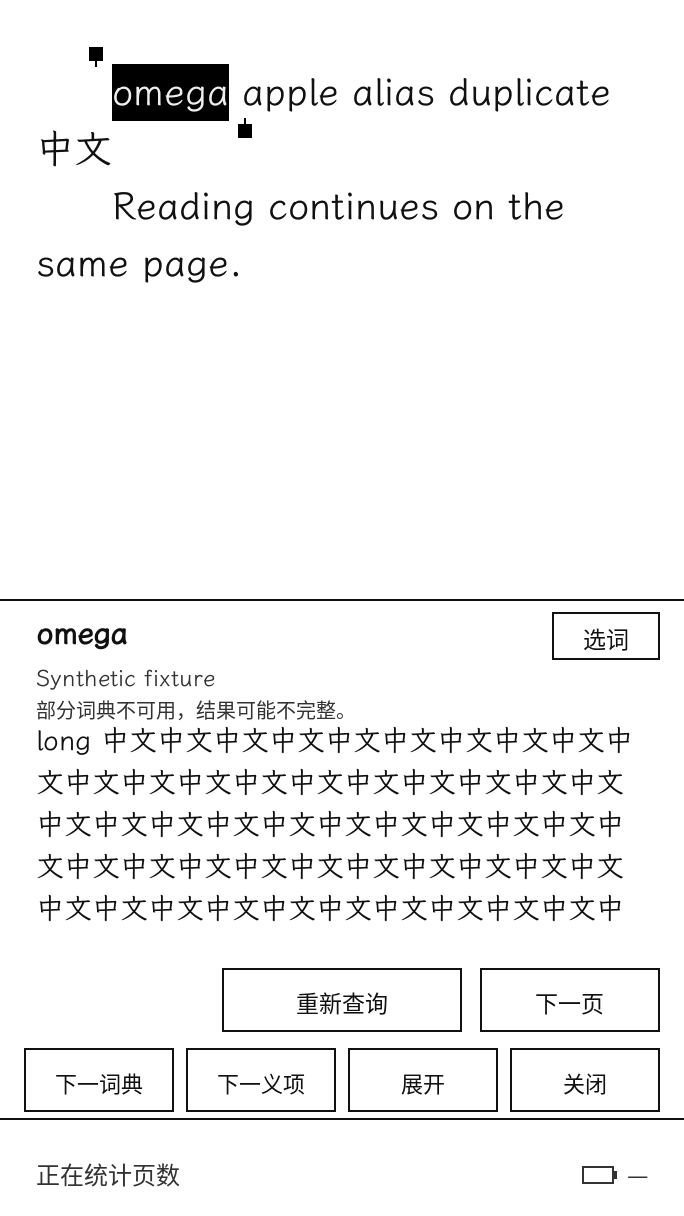 omega apple alias duplicate
中文
Reading continues on the
same page.
omega
选词
Synthetic fixture
部分词典不可用，结果可能不完整。
long 中文中文中文中文中文中文中文中文中文中
文中文中文中文中文中文中文中文中文中文中文
中文中文中文中文中文中文中文中文中文中文中
文中文中文中文中文中文中文中文中文中文中文
中文中文中文中文中文中文中文中文中文中文中
重新查询
下一页
下一词典
下一义项
展开
关闭
正在统计页数
—